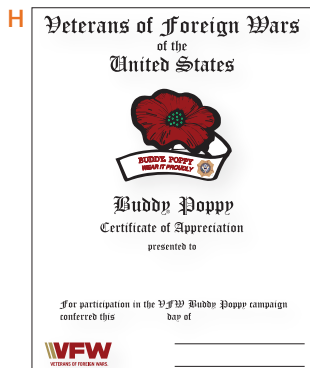 H
Veterans of Foreign Wars
of the
United States
BUDDY POPPY
WEAR IT PROUDLY
Buddy Poppy
Certificate of Appreciation
presented to
For participation in the VFW Buddy Poppy campaign
conferred this day of
VFW
VETERANS OF FOREIGN WARS.